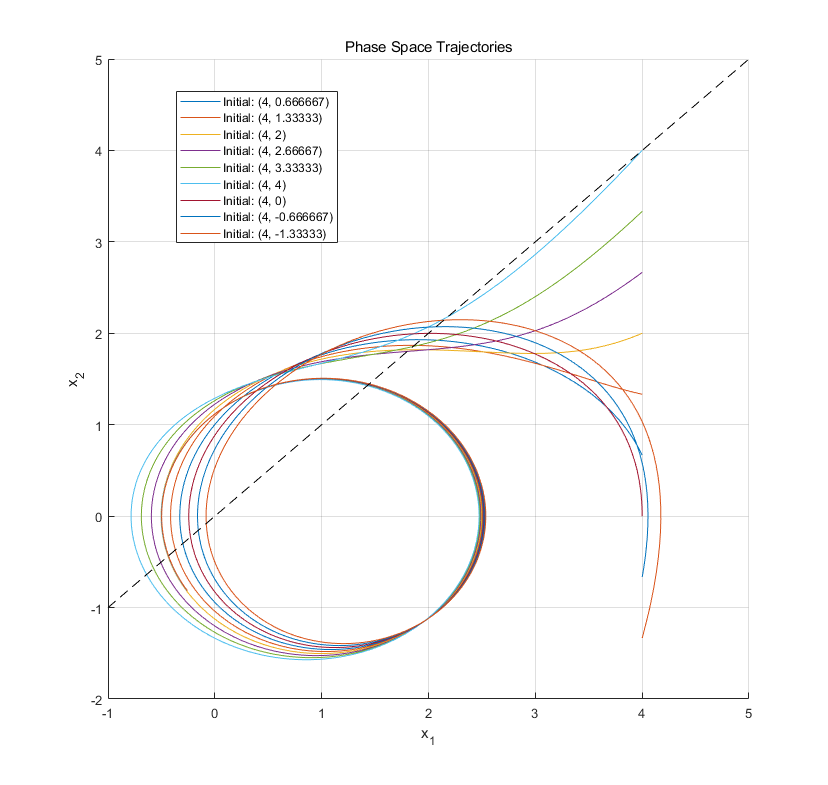 Phase Space Trajectories
5
4
3
2
1
0
-1
-2
x2
Initial: (4, 0.666667)
Initial: (4, 1.33333)
Initial: (4, 2)
Initial: (4, 2.66667)
Initial: (4, 3.33333)
Initial: (4, 4)
Initial: (4, 0)
Initial: (4, -0.666667)
Initial: (4, -1.33333)
-1 0 1 2 3 4 5
x1